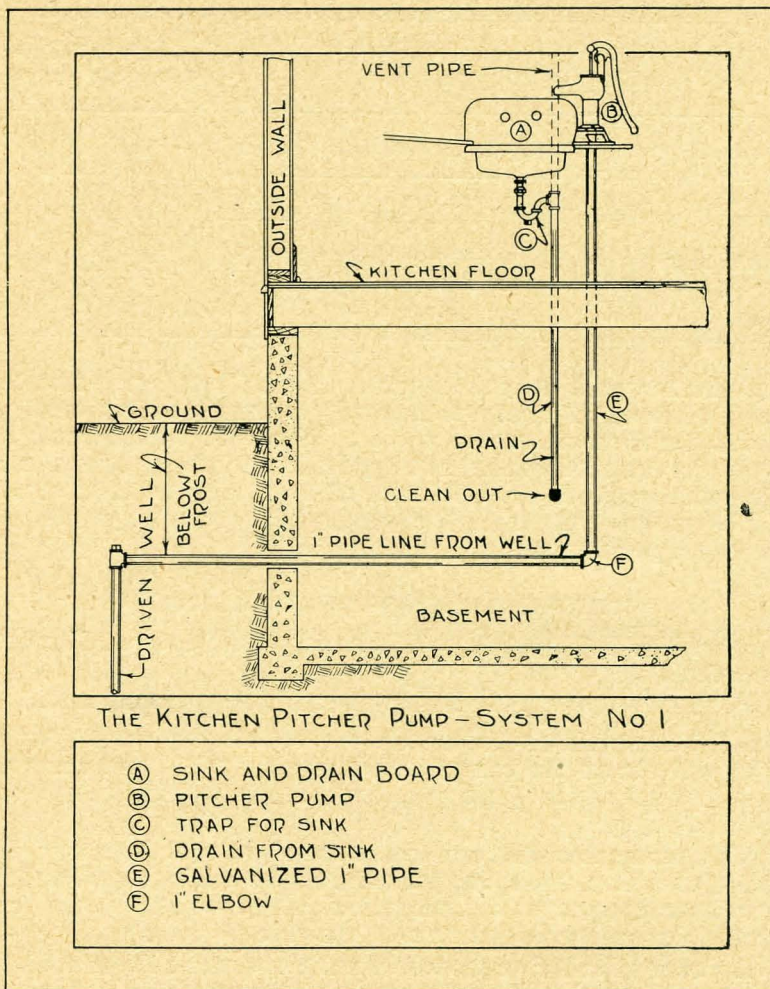 VENT PIPE
OUTSIDE WALL
A
B
C
KITCHEN FLOOR
GROUND
D
E
DRAIN
DRIVEN WELL
BELOW
FROST
CLEAN OUT
1" PIPE LINE FROM WELL
F
BASEMENT
THE KITCHEN PITCHER PUMP - SYSTEM NO 1
A SINK AND DRAIN BOARD
B PITCHER PUMP
C TRAP FOR SINK
D DRAIN FROM SINK
E GALVANIZED 1" PIPE
F 1" ELBOW